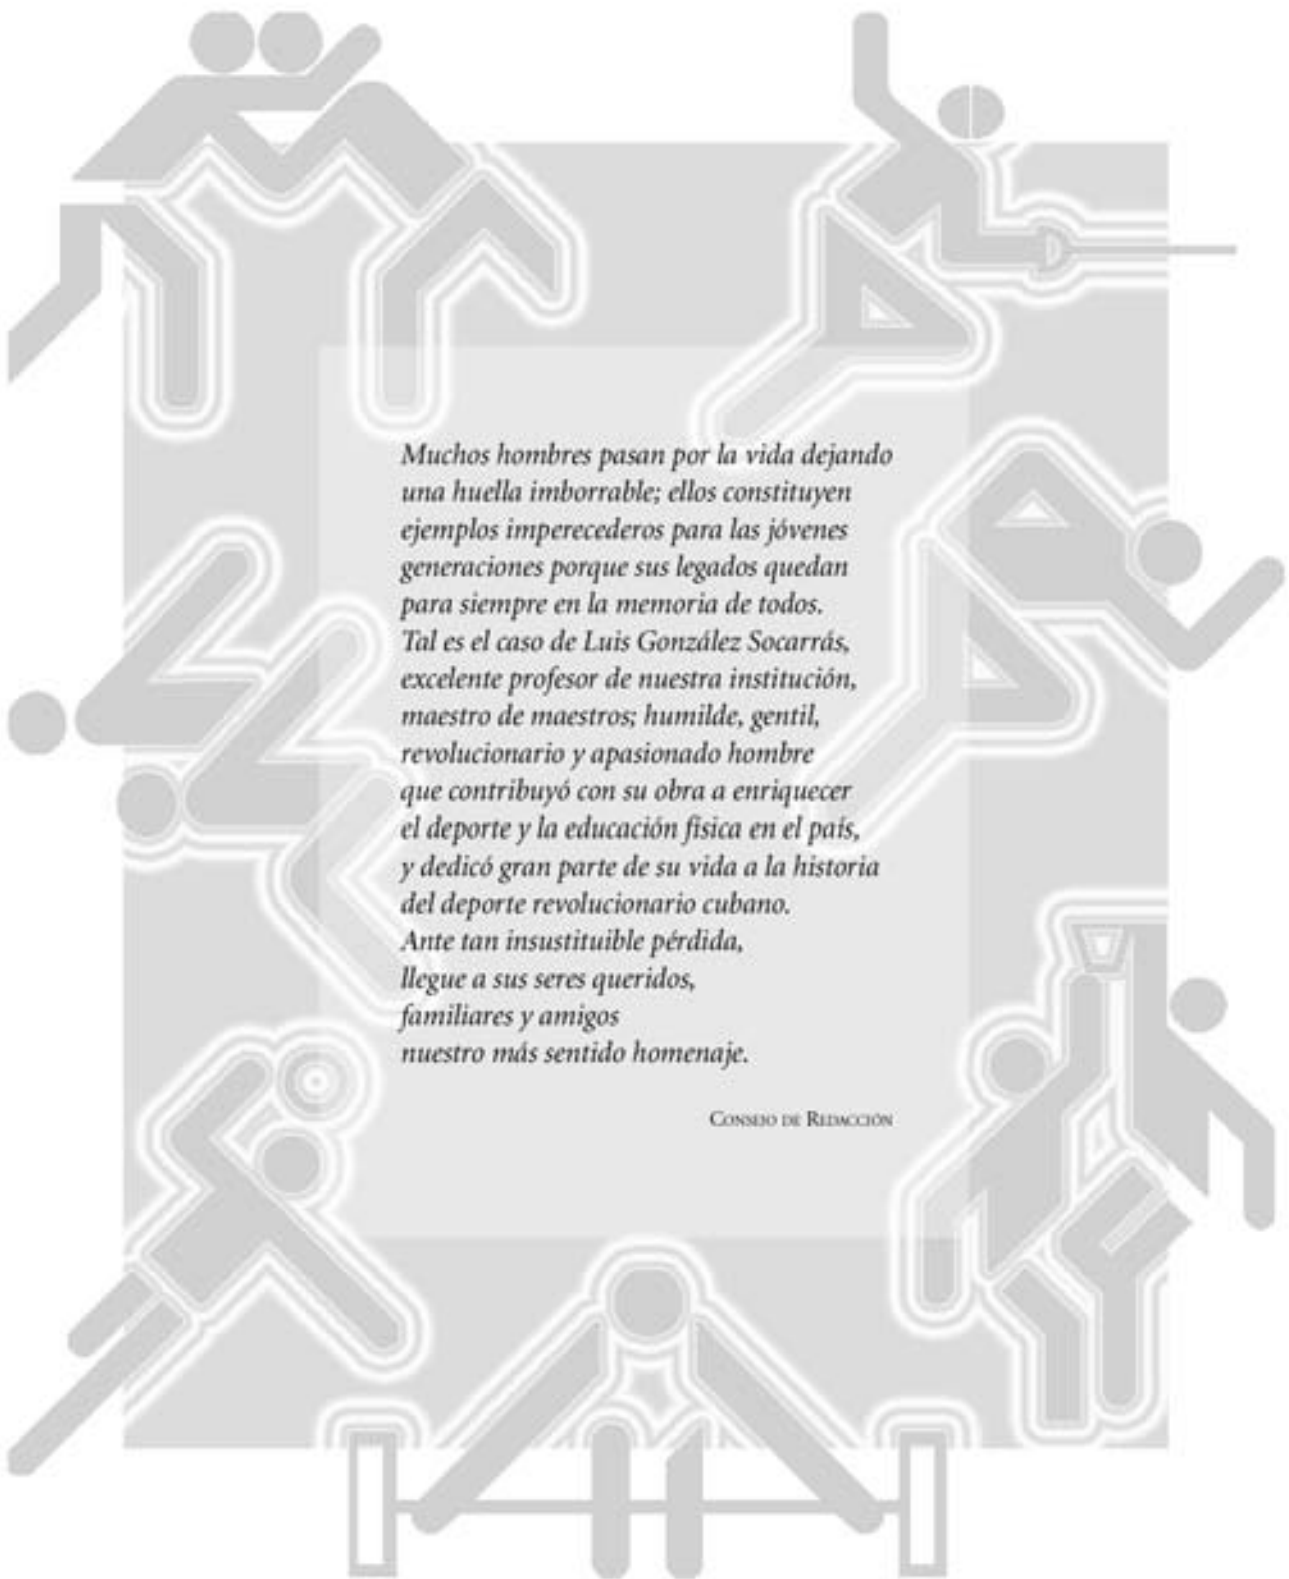 Muchos hombres pasan por la vida dejando
una huella imborrable; ellos constituyen
ejemplos imperecederos para las jóvenes
generaciones porque sus legados quedan
para siempre en la memoria de todos.
Tal es el caso de Luis González Socarrás,
excelente profesor de nuestra institución,
maestro de maestros; humilde, gentil,
revolucionario y apasionado hombre
que contribuyó con su obra a enriquecer
el deporte y la educación física en el país,
y dedicó gran parte de su vida a la historia
del deporte revolucionario cubano.
Ante tan insustituible pérdida,
llegue a sus seres queridos,
familiares y amigos
nuestro más sentido homenaje.
CONSEJO DE REDACCIÓN